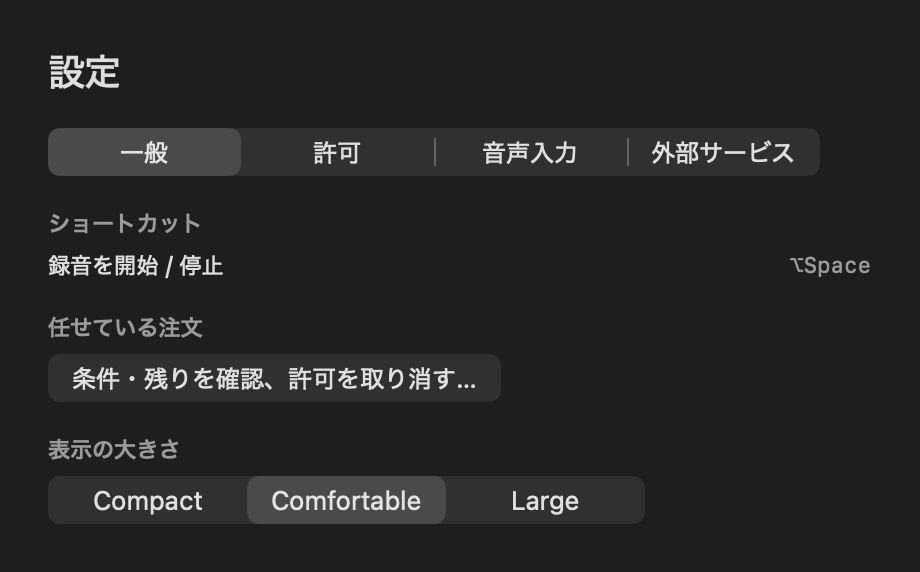 設定
一般 許可 音声入力 外部サービス
ショートカット
録音を開始 / 停止 ⌥Space
任せている注文
条件・残りを確認、許可を取り消す...
表示の大きさ
Compact Comfortable Large